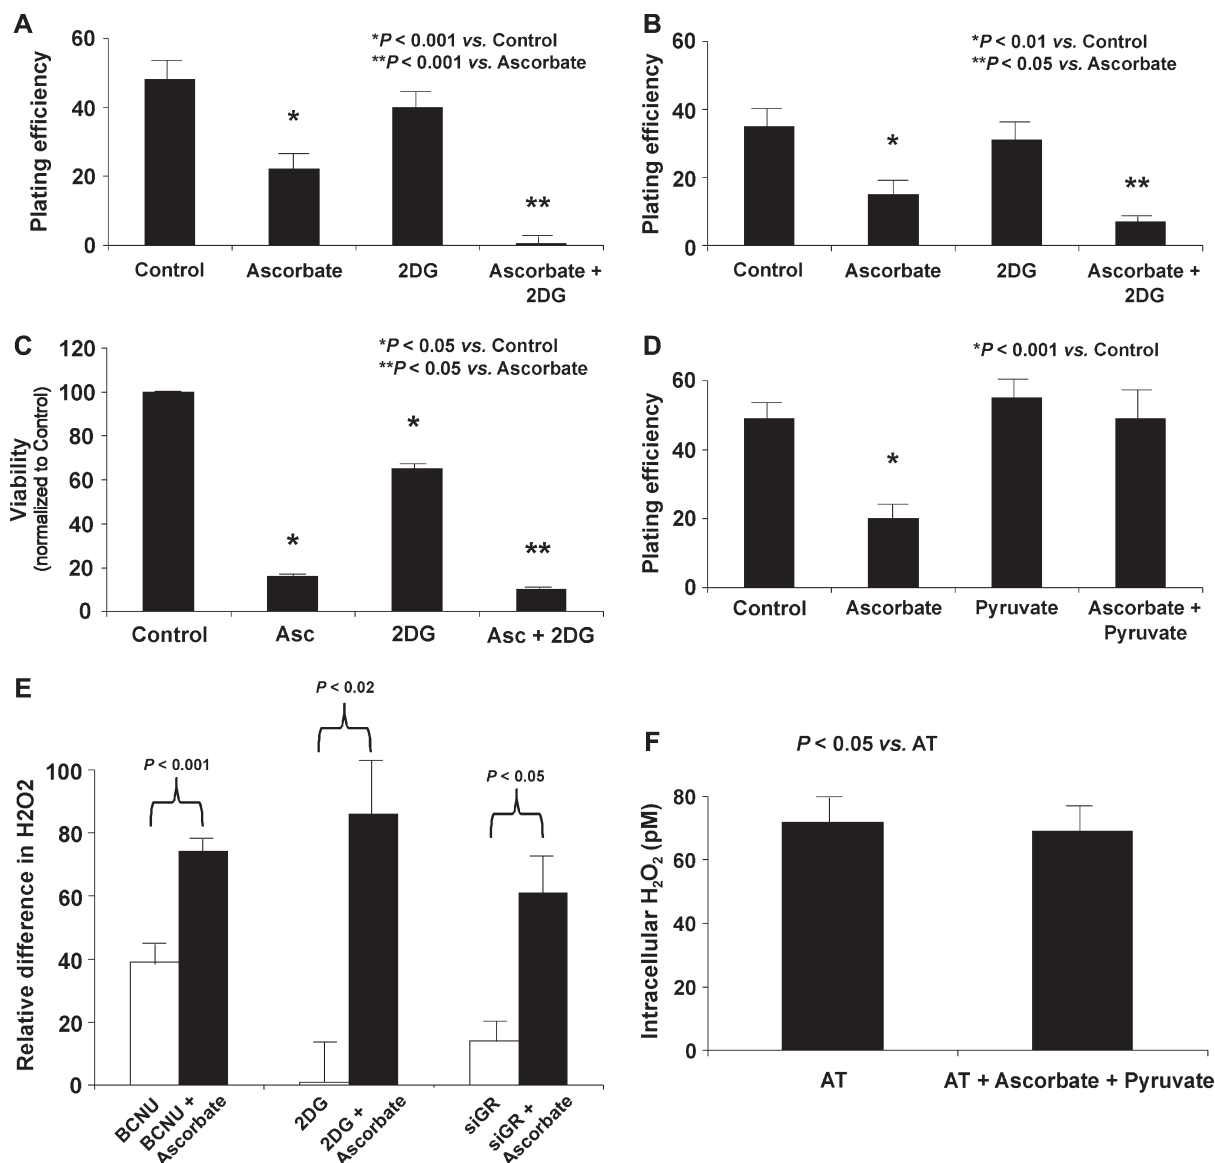 A
*P < 0.001 vs. Control
**P < 0.001 vs. Ascorbate
Plating efficiency
60
40
20
0
*
**
Control
Ascorbate
2DG
Ascorbate +
2DG
B
*P < 0.01 vs. Control
**P < 0.05 vs. Ascorbate
Plating efficiency
60
40
20
0
*
**
Control
Ascorbate
2DG
Ascorbate +
2DG
C
*P < 0.05 vs. Control
**P < 0.05 vs. Ascorbate
Viability
(normalized to Control)
120
100
80
60
40
20
0
*
*
**
Control
Asc
2DG
Asc + 2DG
D
*P < 0.001 vs. Control
Plating efficiency
60
40
20
0
*
Control
Ascorbate
Pyruvate
Ascorbate +
Pyruvate
E
P < 0.001
P < 0.02
P < 0.05
Relative difference in H2O2
100
80
60
40
20
0
BCNU
BCNU +
Ascorbate
2DG
2DG +
Ascorbate
siGR
siGR +
Ascorbate
F
P < 0.05 vs. AT
Intracellular H₂O₂ (pM)
80
60
40
20
0
AT
AT + Ascorbate + Pyruvate